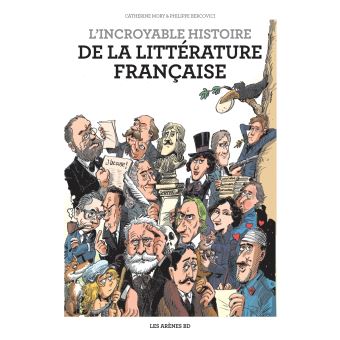 CATHERINE MORY & PHILIPPE BERCOVICI
L'INCROYABLE HISTOIRE
DE LA LITTÉRATURE
FRANÇAISE
J'accuse!
LES ARÈNES BD